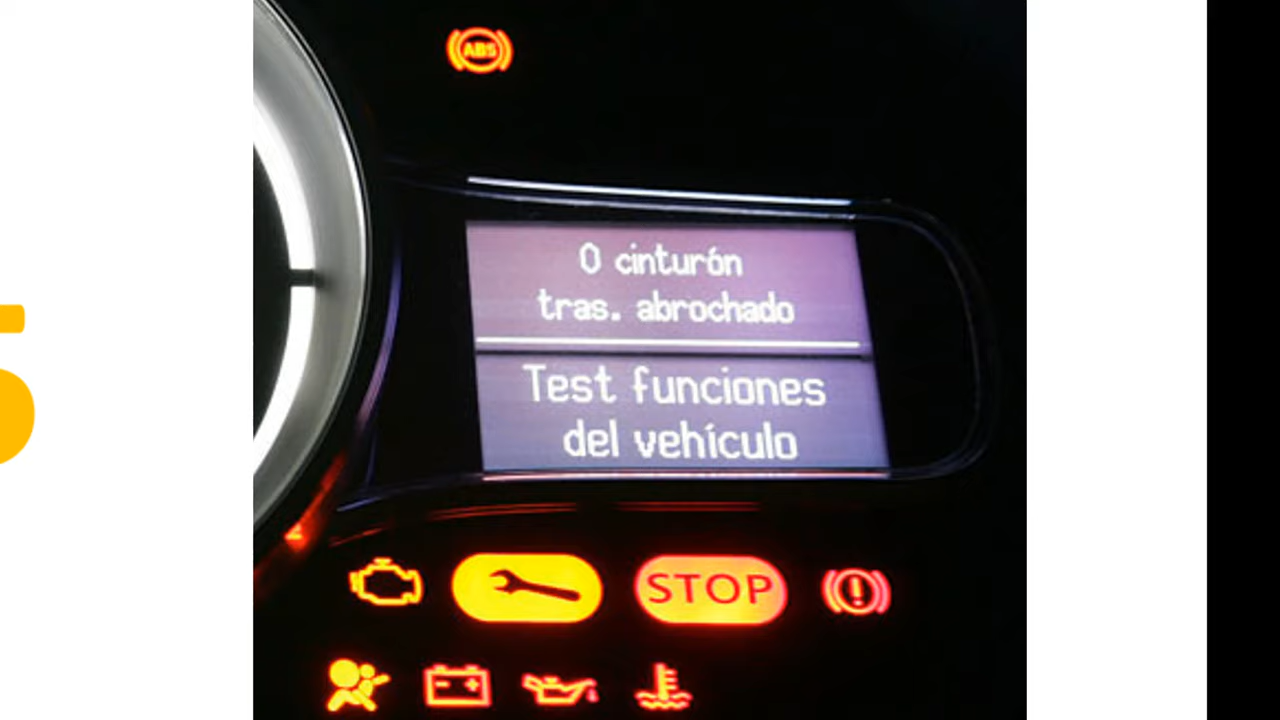 ABS
0 cinturón
tras. abrochado
Test funciones
del vehículo
STOP